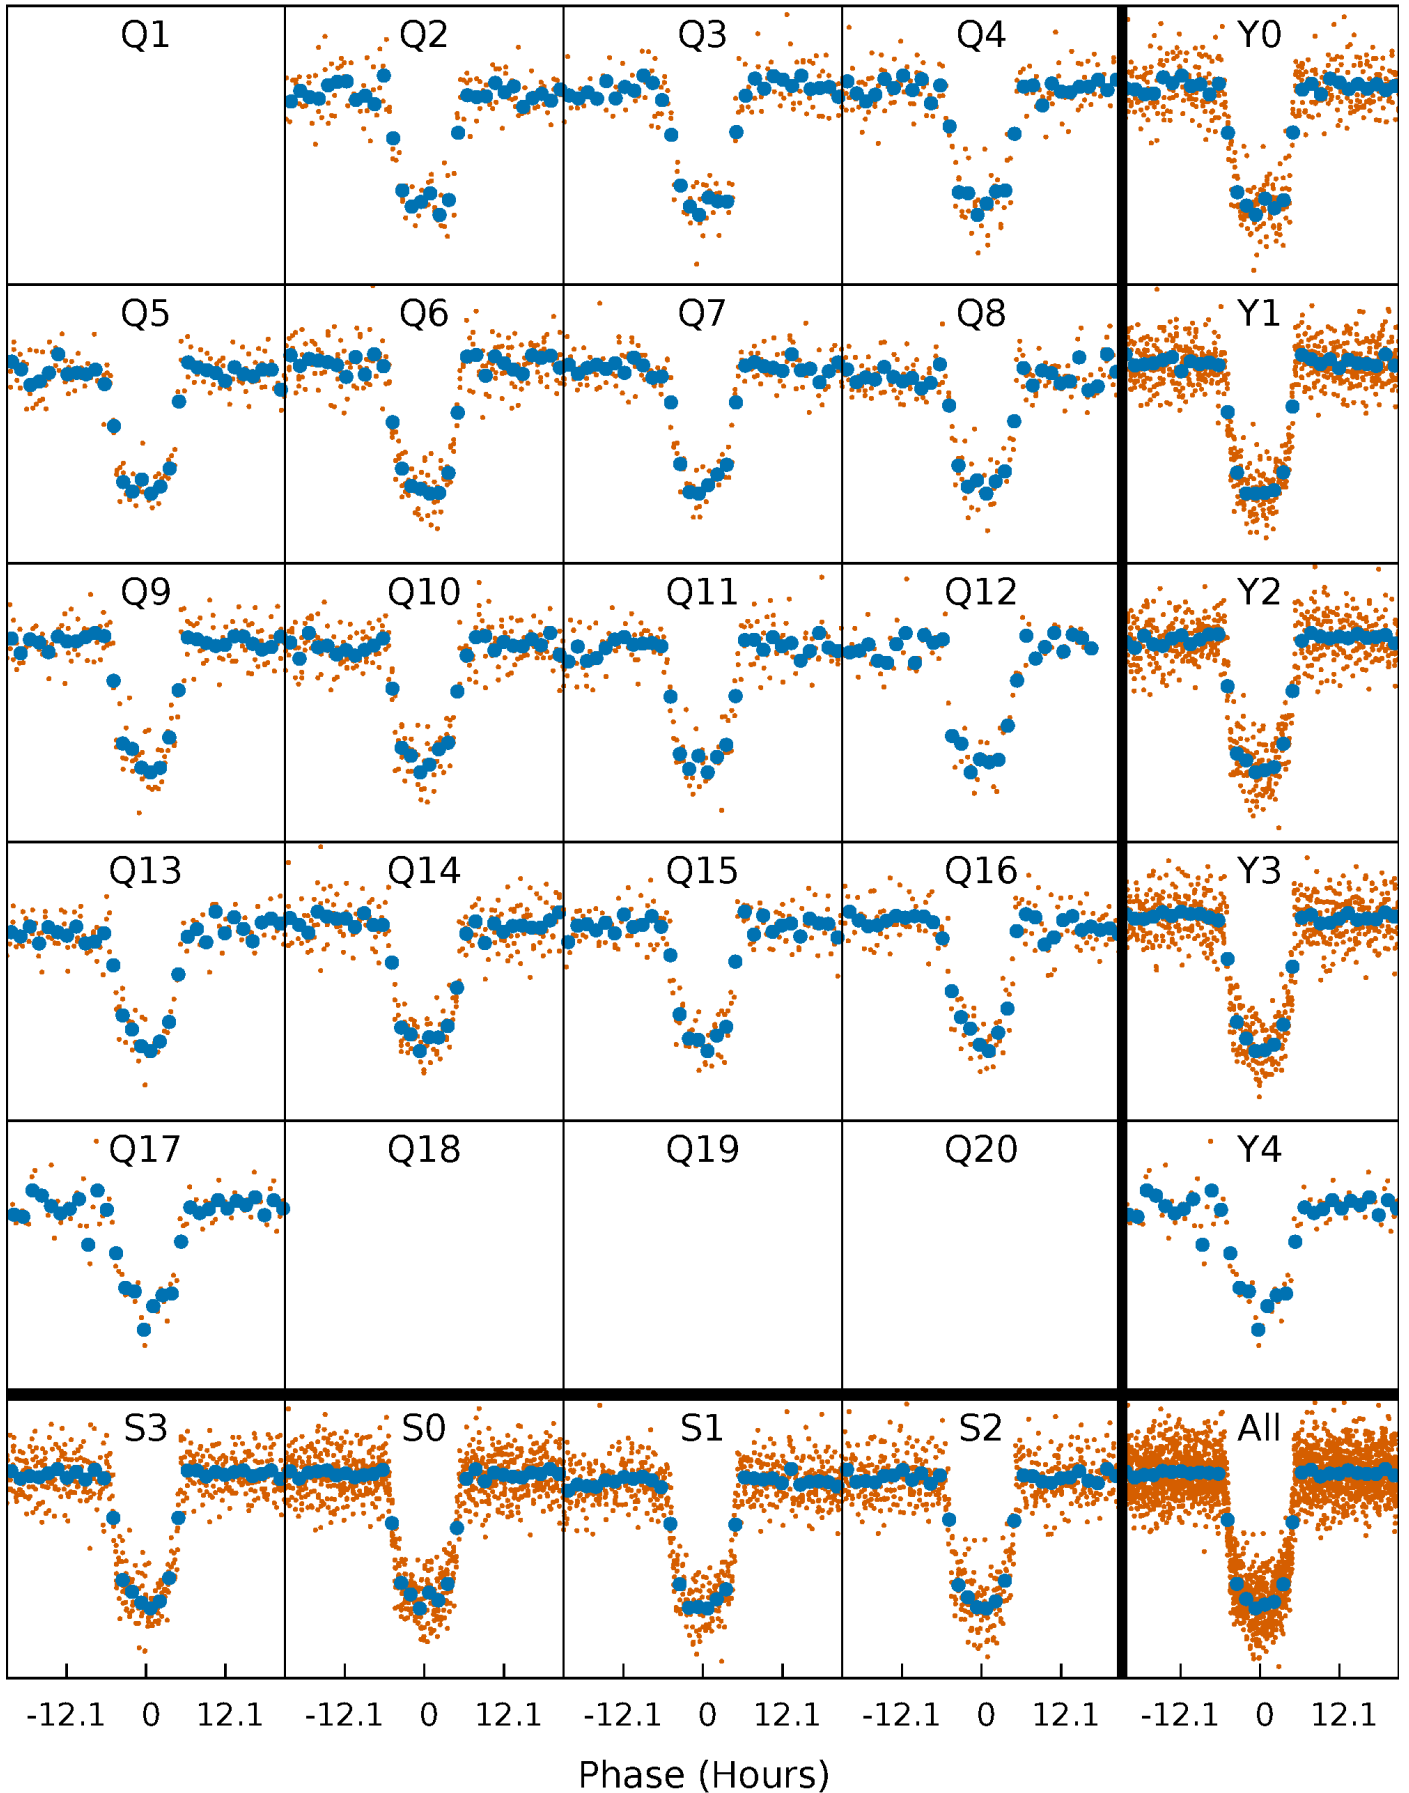 Q1 Q2 Q3 Q4 Y0
Q5 Q6 Q7 Q8 Y1
Q9 Q10 Q11 Q12 Y2
Q13 Q14 Q15 Q16 Y3
Q17 Q18 Q19 Q20 Y4
S3 S0 S1 S2 All
-12.1 0 12.1 -12.1 0 12.1 -12.1 0 12.1 -12.1 0 12.1 -12.1 0 12.1
Phase (Hours)